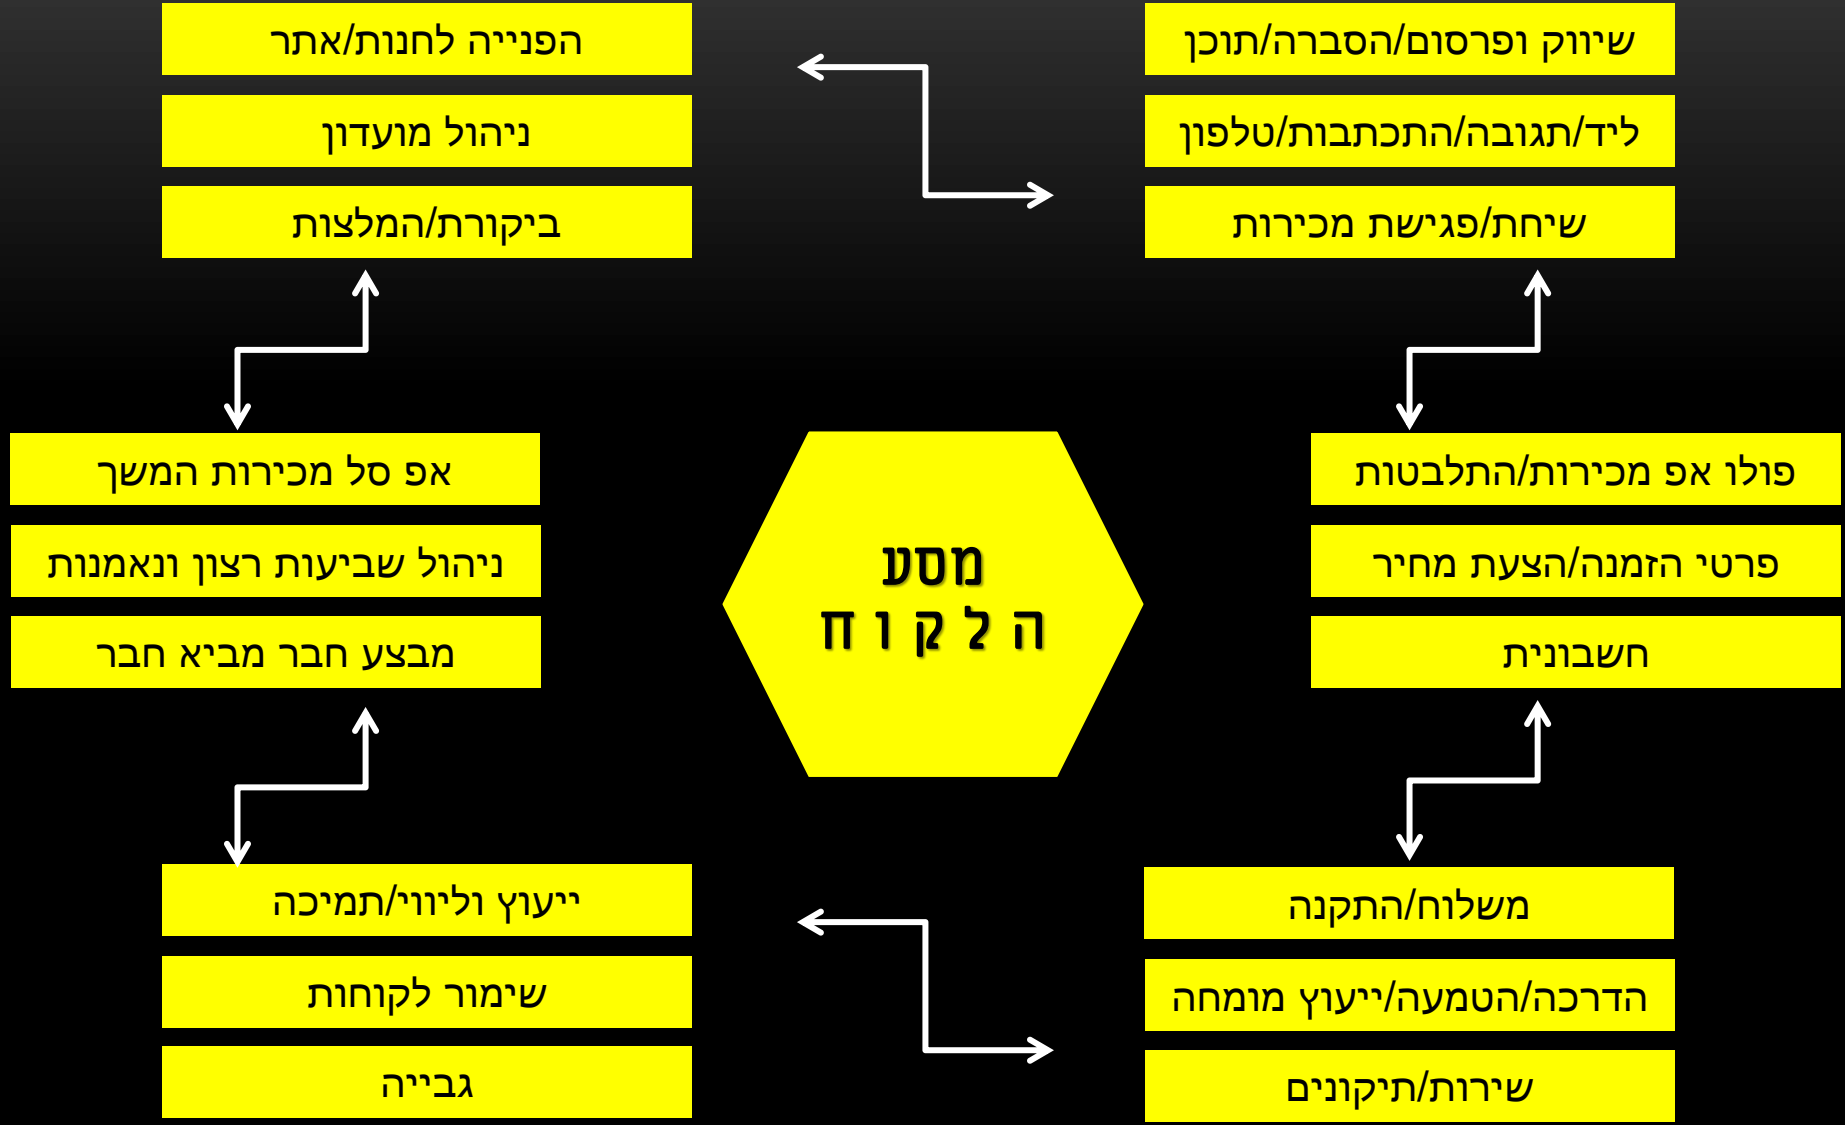 שיווק ופרסום/הסברה/תוכן
ליד/תגובה/התכתבות/טלפון
שיחת/פגישת מכירות
פולו אפ מכירות/התלבטות
פרטי הזמנה/הצעת מחיר
חשבונית
משלוח/התקנה
הדרכה/הטמעה/ייעוץ מומחה
שירות/תיקונים
ייעוץ וליווי/תמיכה
שימור לקוחות
גבייה
אפ סל מכירות המשך
ניהול שביעות רצון ונאמנות
מבצע חבר מביא חבר
הפנייה לחנות/אתר
ניהול מועדון
ביקורת/המלצות
מסע
הלקוח